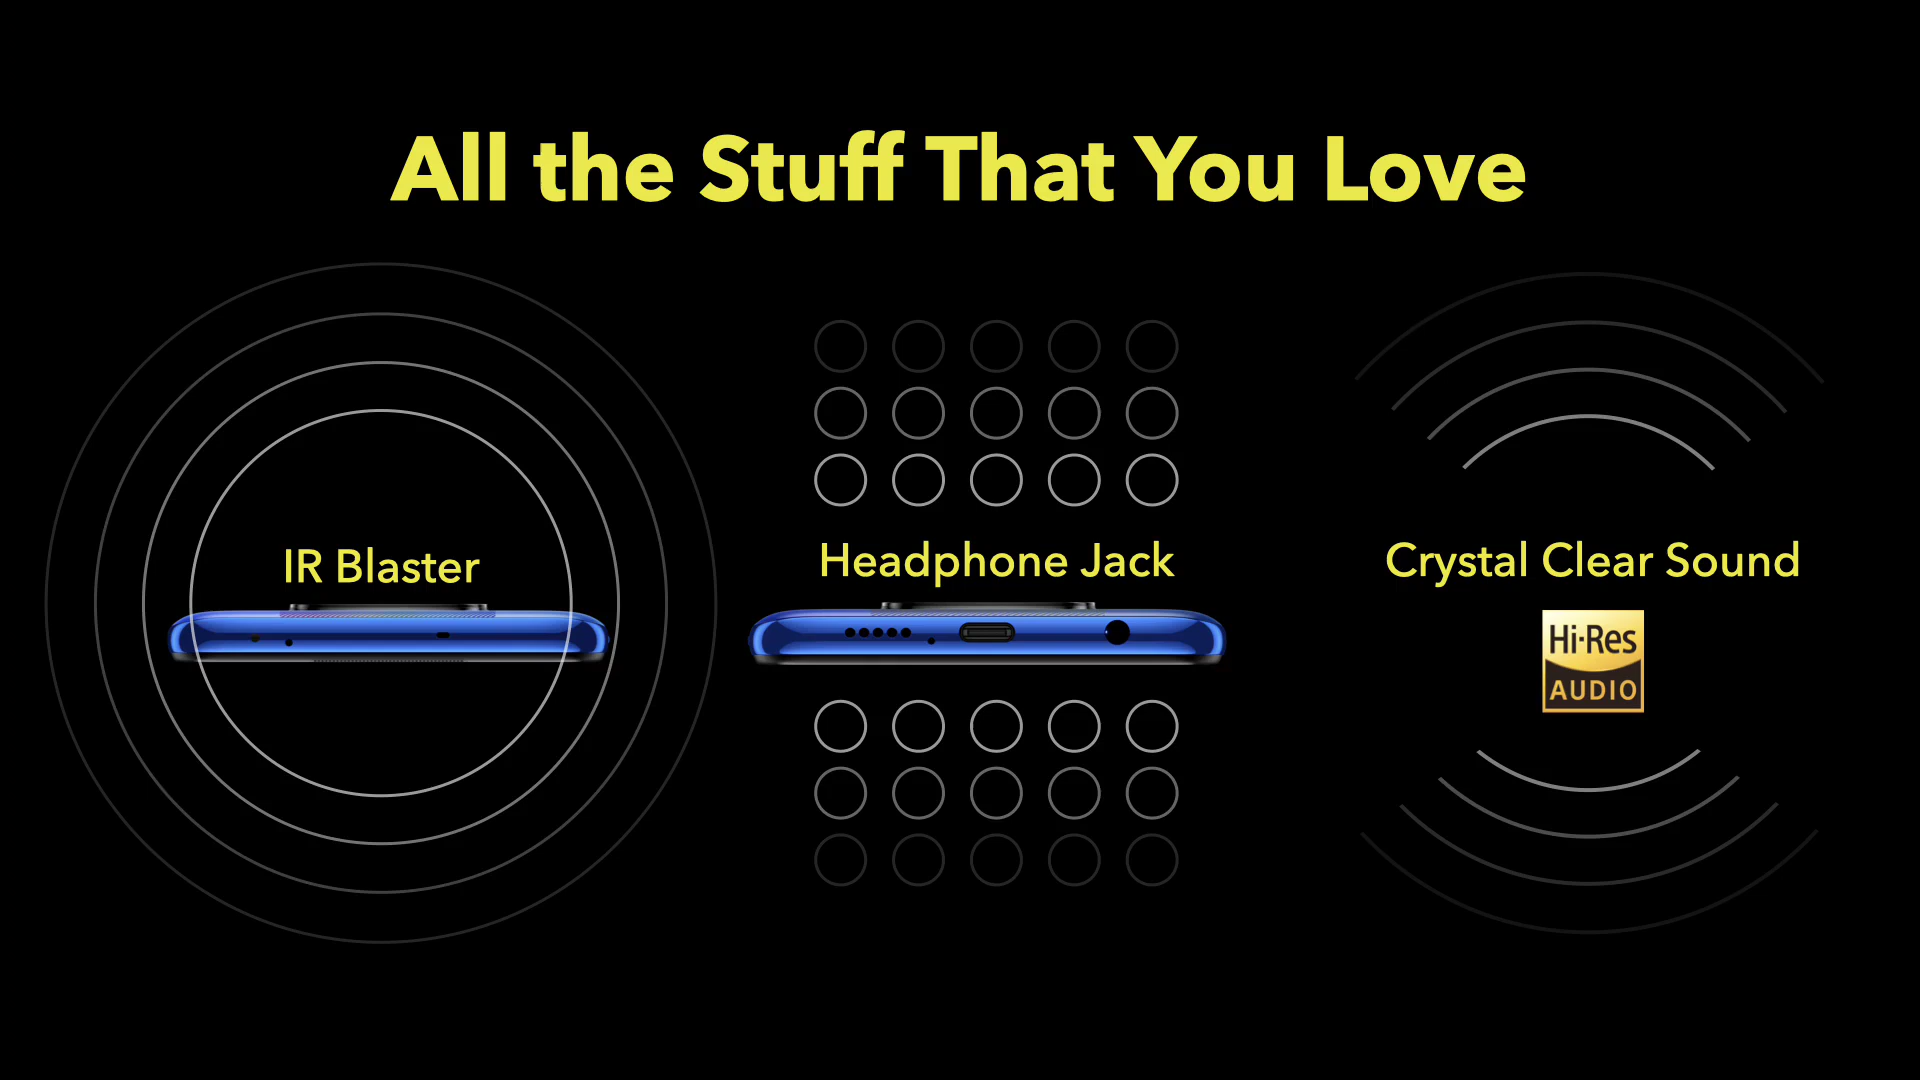 All the Stuff That You Love
IR Blaster
Headphone Jack
Crystal Clear Sound
Hi-Res
AUDIO